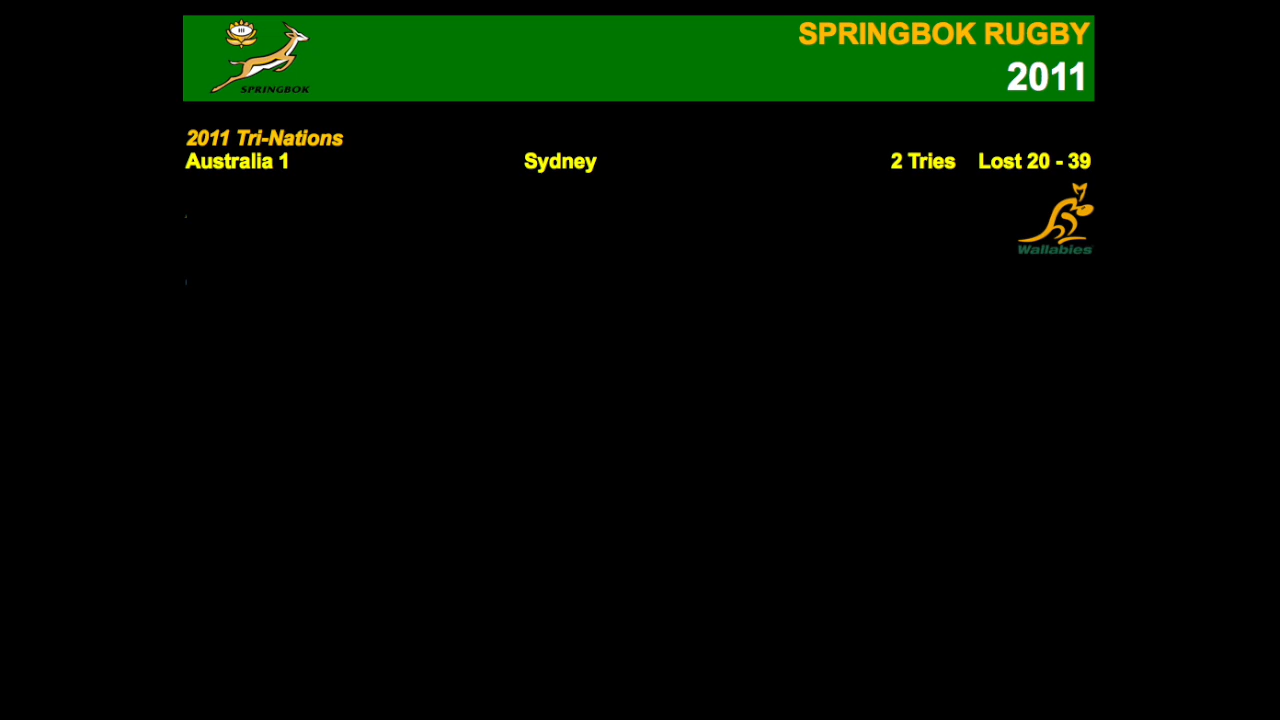 SPRINGBOK RUGBY
2011
SPRINGBOK
2011 Tri-Nations
Australia 1 Sydney 2 Tries Lost 20 - 39
Wallabies